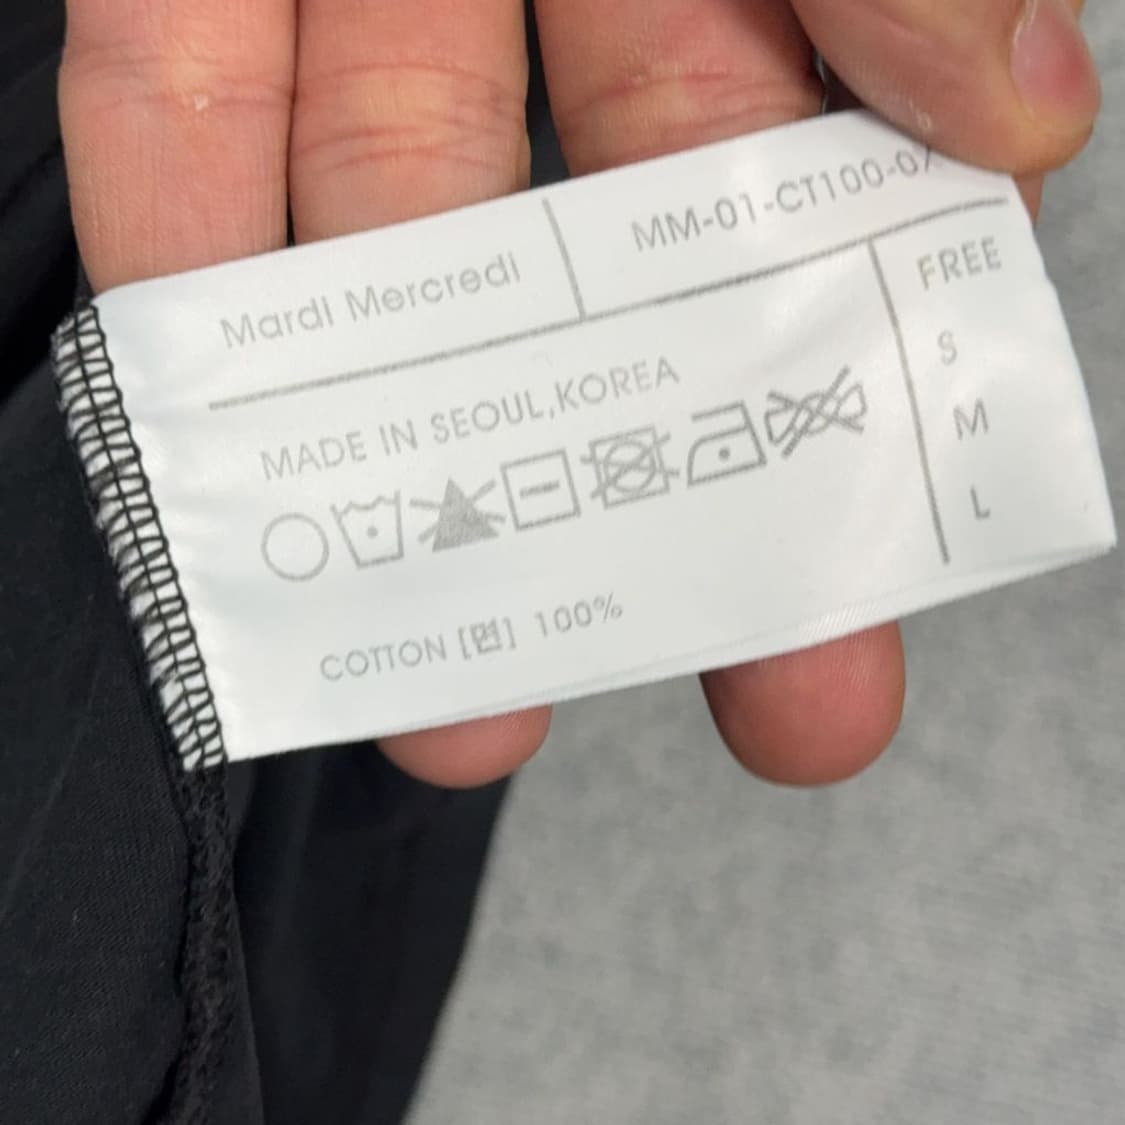 Mardi Mercredi
MM-01-CT100-0
FREE
S
M
L
MADE IN SEOUL,KOREA
COTTON [면] 100%